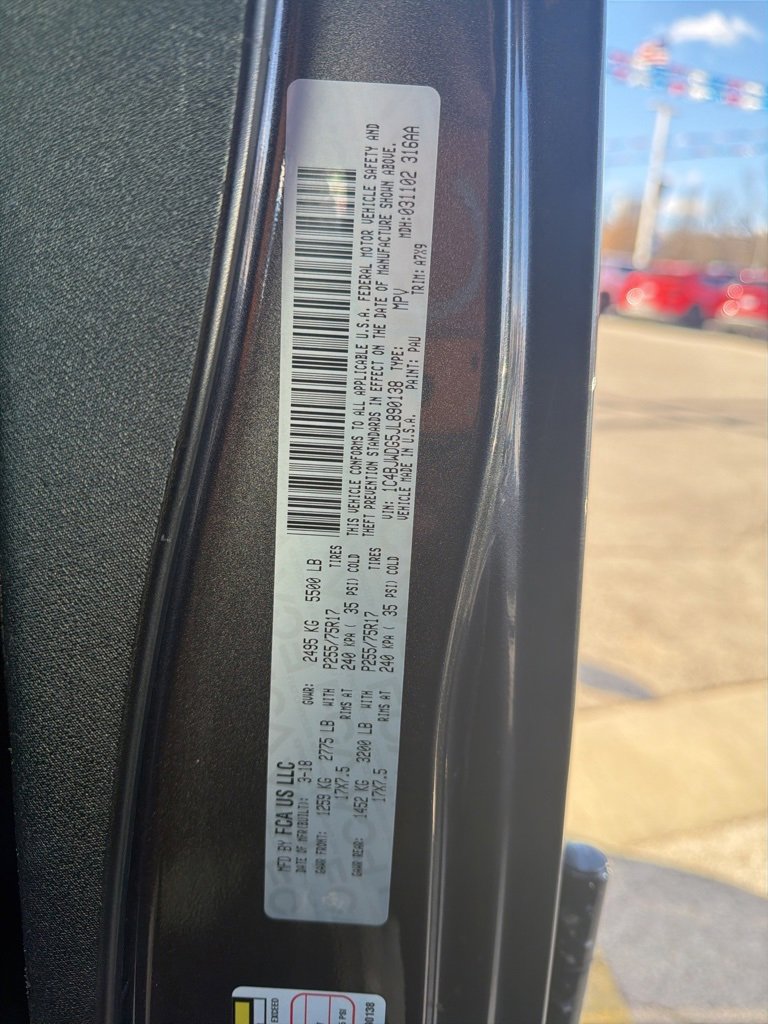 MFD BY FCA US LLC
DATE OF MFR(BUILT): 3-18 GVWR: 2495 KG 5500 LB
GAWR FRONT: 1259 KG 2775 LB WITH P255/75R17 TIRES
17X7.5 RIMS AT 240 KPA ( 35 PSI) COLD
GAWR REAR: 1452 KG 3200 LB WITH P255/75R17 TIRES
17X7.5 RIMS AT 240 KPA ( 35 PSI) COLD
THIS VEHICLE CONFORMS TO ALL APPLICABLE U.S.A. FEDERAL MOTOR VEHICLE SAFETY AND
THEFT PREVENTION STANDARDS IN EFFECT ON THE DATE OF MANUFACTURE SHOWN ABOVE.
VIN: 1C4BJWDG5JL890138 TYPE: MPV MDH:031102 316AA
VEHICLE MADE IN U.S.A. PAINT: PAU TRIM: A7X9
EXCEED
PSI